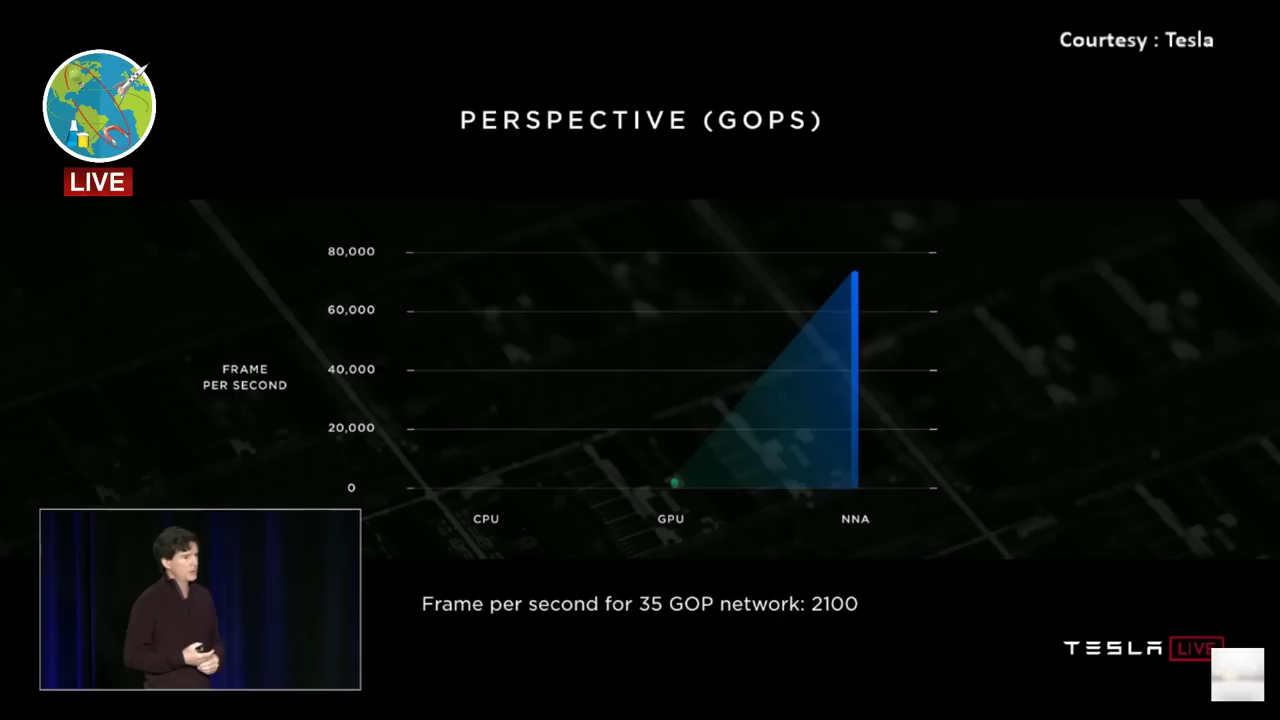 Courtesy : Tesla
LIVE
PERSPECTIVE (GOPS)
80,000
60,000
40,000
20,000
0
FRAME
PER SECOND
CPU
GPU
NNA
Frame per second for 35 GOP network: 2100
TESLA LIVE